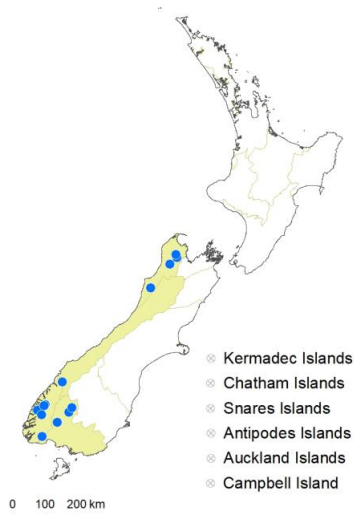 Kermadec Islands
Chatham Islands
Snares Islands
Antipodes Islands
Auckland Islands
Campbell Island
0 100 200 km